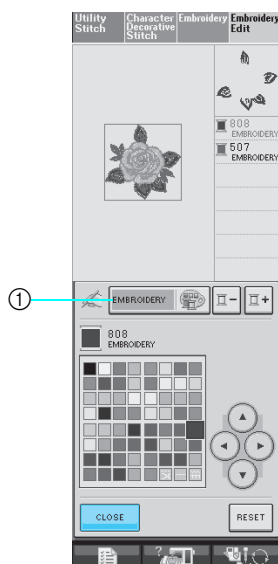 Utility
Stitch
Character
Decorative
Stitch
Embroidery
Embroidery
Edit
808
EMBROIDERY
507
EMBROIDERY
1
EMBROIDERY
-
+
808
EMBROIDERY
CLOSE
RESET
?